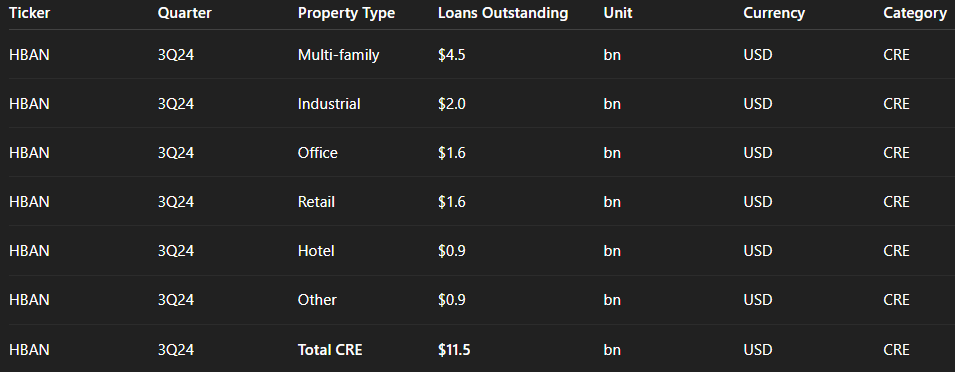 Ticker Quarter Property Type Loans Outstanding Unit Currency Category
HBAN 3Q24 Multi-family $4.5 bn USD CRE
HBAN 3Q24 Industrial $2.0 bn USD CRE
HBAN 3Q24 Office $1.6 bn USD CRE
HBAN 3Q24 Retail $1.6 bn USD CRE
HBAN 3Q24 Hotel $0.9 bn USD CRE
HBAN 3Q24 Other $0.9 bn USD CRE
HBAN 3Q24 Total CRE $11.5 bn USD CRE